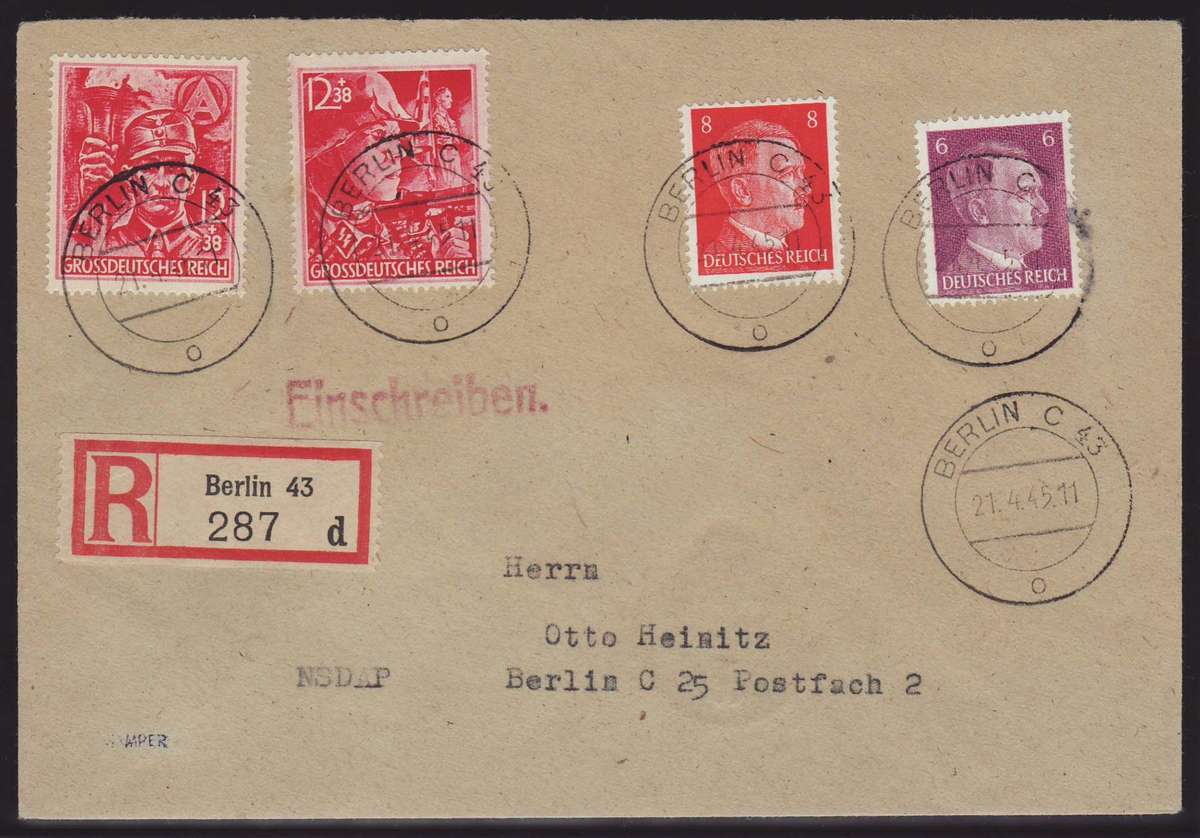 12+38
GROSSDEUTSCHES REICH
BERLIN C 43
12+38
GROSSDEUTSCHES REICH
BERLIN C 43
8 8
DEUTSCHES REICH
BERLIN C 43
6 6
DEUTSCHES REICH
BERLIN C
Einschreiben.
BERLIN C 43
21.4.45.11
R
Berlin 43
287 d
Herrn
Otto Heinitz
NSDAP
Berlin C 25 Postfach 2